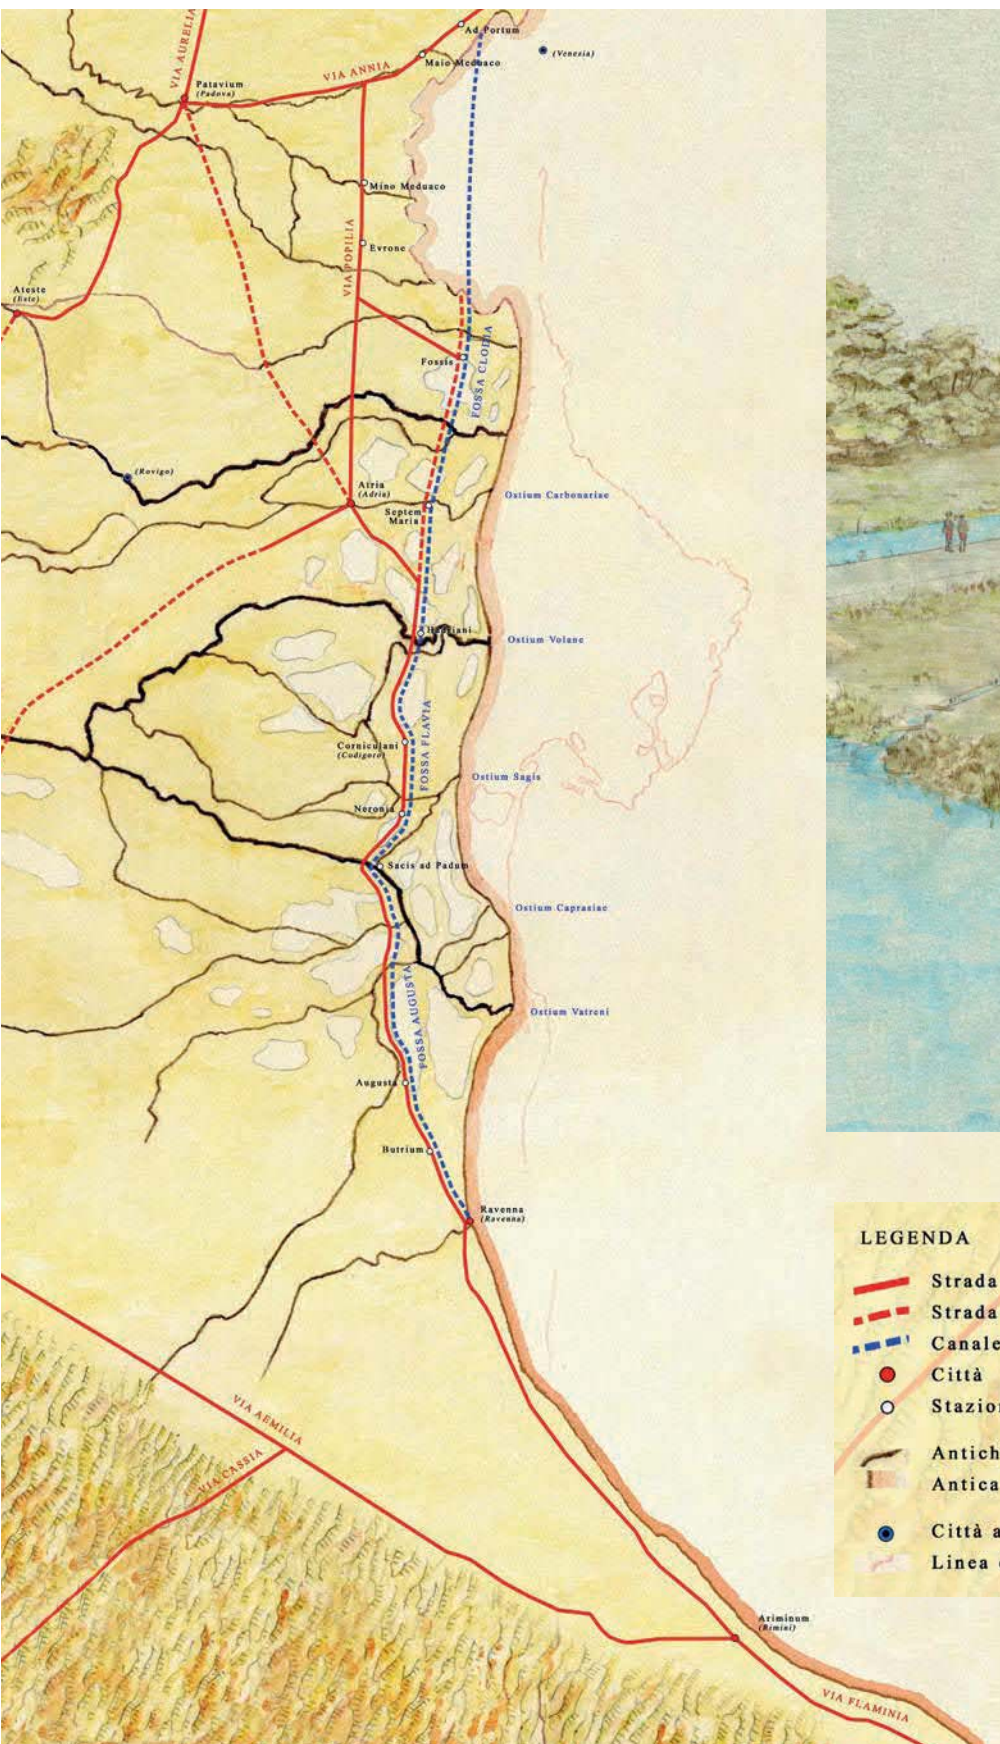 Ad Portum
(Venesia)
VIA AURELIA
Maio Meduaco
VIA ANNIA
Patavium
(Padova)
Mino Meduaco
VIA POPILIA
Evrone
Ateste
(Este)
Fossis
FOSSA CLODIA
(Rovigo)
Atria
(Adria)
Ostium Carbonariae
Septem
Maria
Hadriani
Ostium Volane
FOSSA FLAVIA
Corniculani
(Codigoro)
Ostium Sagis
Neronia
Sacis ad Padum
Ostium Caprasiae
FOSSA AUGUSTA
Ostium Vatreni
Augusta
Butrium
Ravenna
(Ravenna)
LEGENDA
Strada
Strada
Canale
Città
Stazion
Antich
Antica
Città a
Linea
VIA AEMILIA
VIA CASSIA
Ariminum
(Rimini)
VIA FLAMINIA